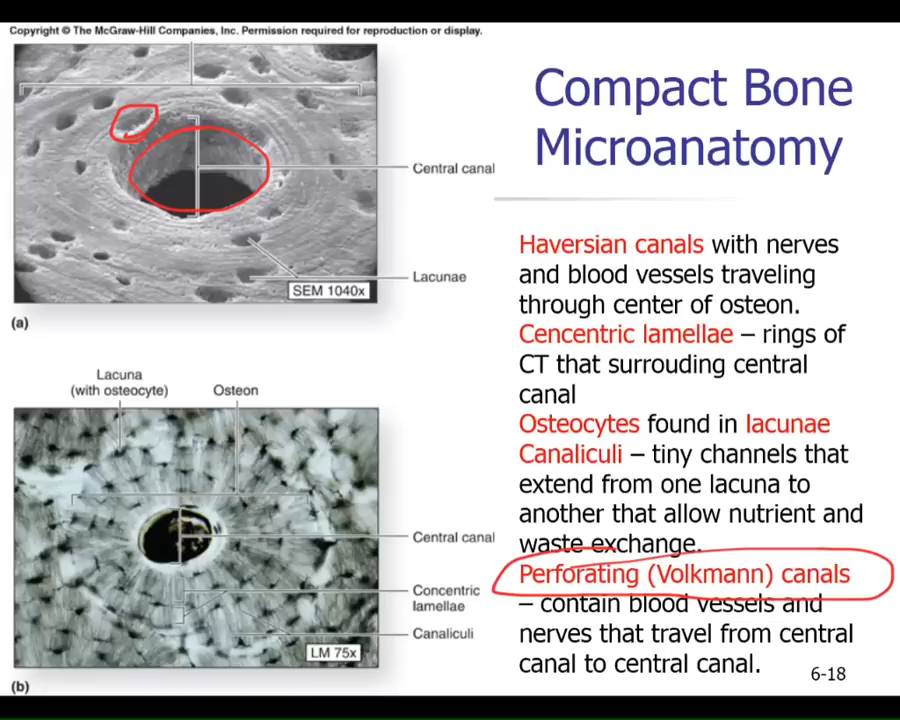 Copyright © The McGraw-Hill Companies, Inc. Permission required for reproduction or display.
Central canal
Lacunae
SEM 1040x
(a)
Lacuna
(with osteocyte)
Osteon
Central canal
Concentric
lamellae
Canaliculi
LM 75x
(b)
Compact Bone
Microanatomy
Haversian canals with nerves
and blood vessels traveling
through center of osteon.
Cencentric lamellae – rings of
CT that surrouding central
canal
Osteocytes found in lacunae
Canaliculi – tiny channels that
extend from one lacuna to
another that allow nutrient and
waste exchange.
Perforating (Volkmann) canals
– contain blood vessels and
nerves that travel from central
canal to central canal.
6-18